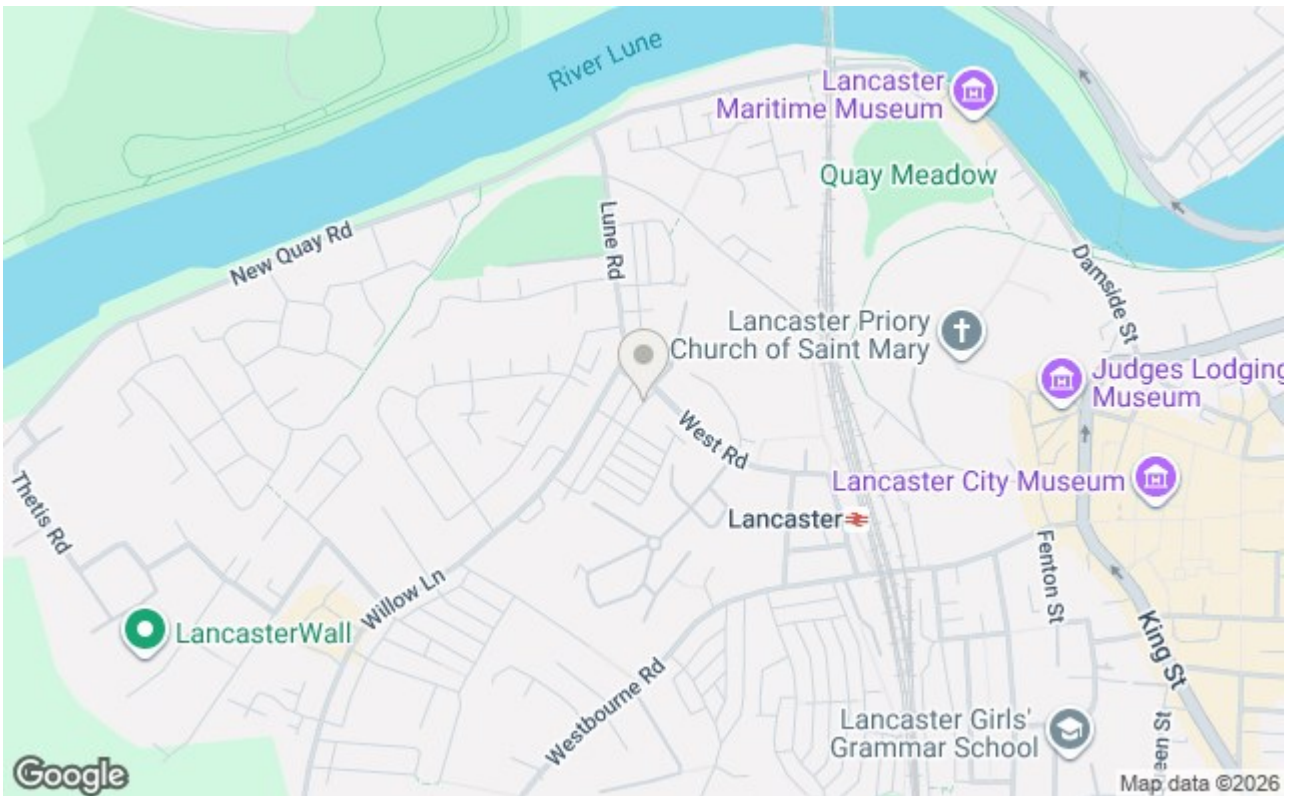 River Lune
Lancaster
Maritime Museum
Quay Meadow
Lune Rd
New Quay Rd
Damside St
Lancaster Priory
Church of Saint Mary
Judges Lodging
Museum
West Rd
Lancaster City Museum
Lancaster
Thetis Rd
Fenton St
Willow Ln
LancasterWall
King St
Westbourne Rd
Lancaster Girls'
Grammar School
een St
Google
Map data ©2026